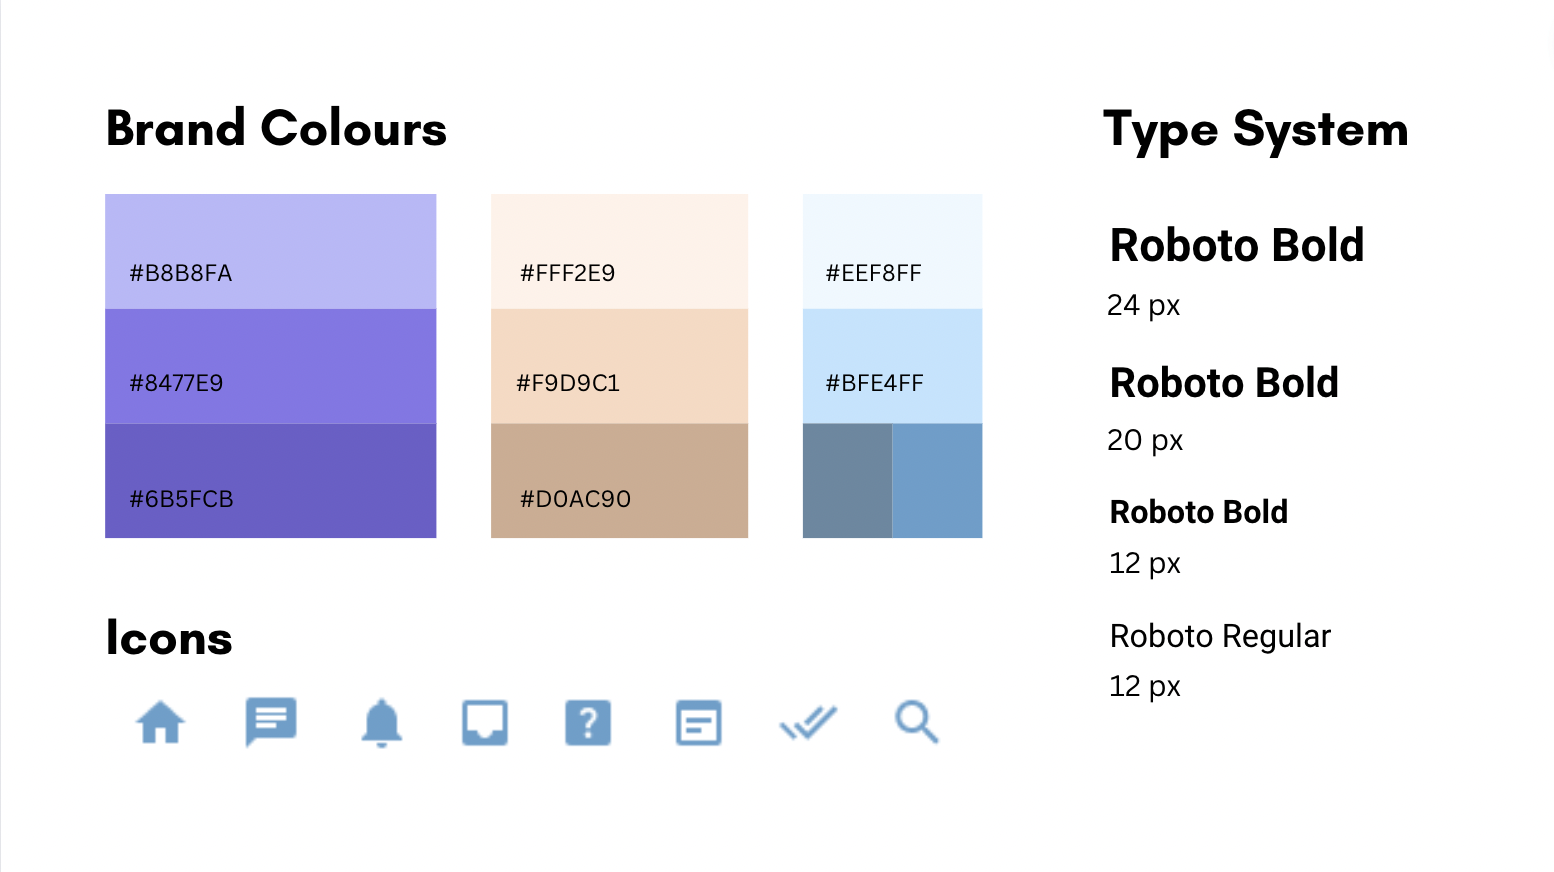 Brand Colours
#B8B8FA
#8477E9
#6B5FCB
#FFF2E9
#F9D9C1
#D0AC90
#EEF8FF
#BFE4FF
Icons
?
Type System
Roboto Bold
24 px
Roboto Bold
20 px
Roboto Bold
12 px
Roboto Regular
12 px